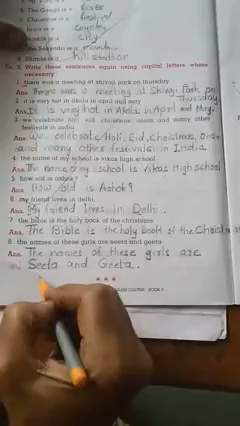 6. The Ganga is a River
7. Christmas is a festival
8. is a country
is a city
is a month
9. Shimla is a hill station
Ex. 2. Write these sentences again using capital letters where necessary :
1. there was a meeting at shivaji park on thursday
Ans. There was a meeting at Shivaji Park on
Thursday
2. it is very hot in akola in april and may
Ans. It is very hot in Akola in April and May.
3. we celebrate holi eid christmas onam and many other
festivals in india
Ans. We celebrate Holi, Eid, Christmas, Onam
and many other festivals in India
4. the name of my school is vikas high school
Ans. The name of my school is Vikas High School
5. how old is ashok?
Ans. How old is Ashok?
6. my friend lives in delhi
Ans. My friend lives in Delhi.
7. the bible is the holy book of the christians
Ans. The Bible is the holy book of the
8. the names of these girls are seeta and geeta
Ans. The names of these girls are
Seeta and Geeta.
***